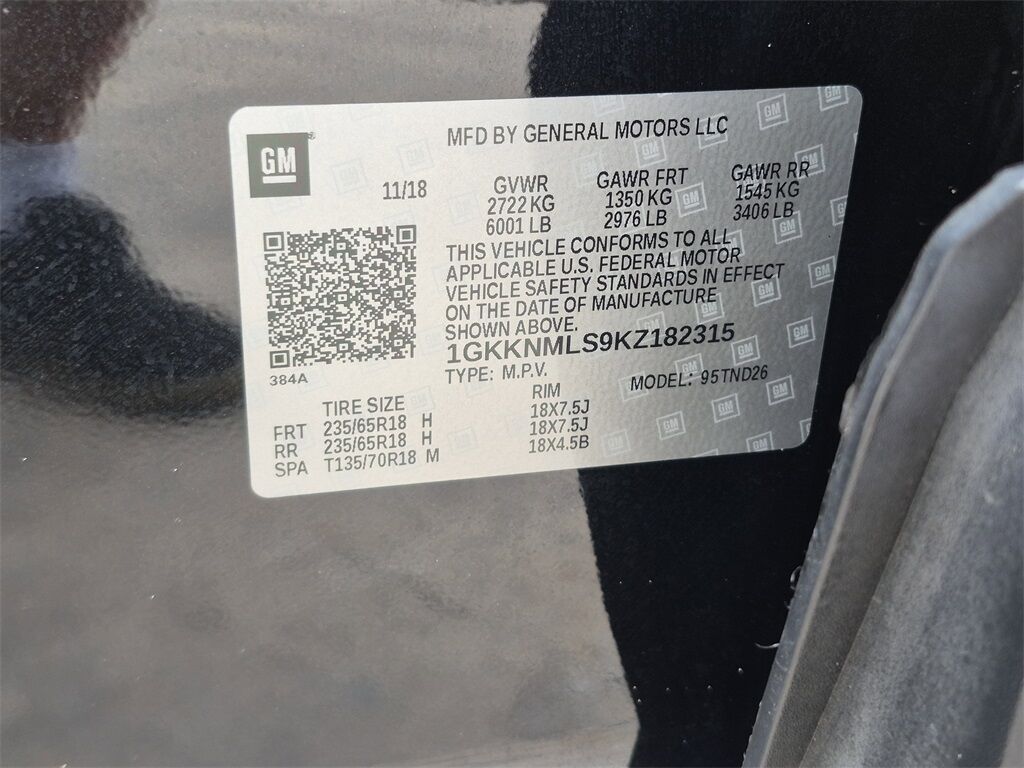 GM
MFD BY GENERAL MOTORS LLC
11/18
GVWR
2722 KG
6001 LB
GAWR FRT
1350 KG
2976 LB
GAWR RR
1545 KG
3406 LB
THIS VEHICLE CONFORMS TO ALL
APPLICABLE U.S. FEDERAL MOTOR
VEHICLE SAFETY STANDARDS IN EFFECT
ON THE DATE OF MANUFACTURE
SHOWN ABOVE.
1GKKNMLS9KZ182315
TYPE: M.P.V.
MODEL: 95TND26
384A
TIRE SIZE RIM
FRT 235/65R18 H 18X7.5J
RR 235/65R18 H 18X7.5J
SPA T135/70R18 M 18X4.5B